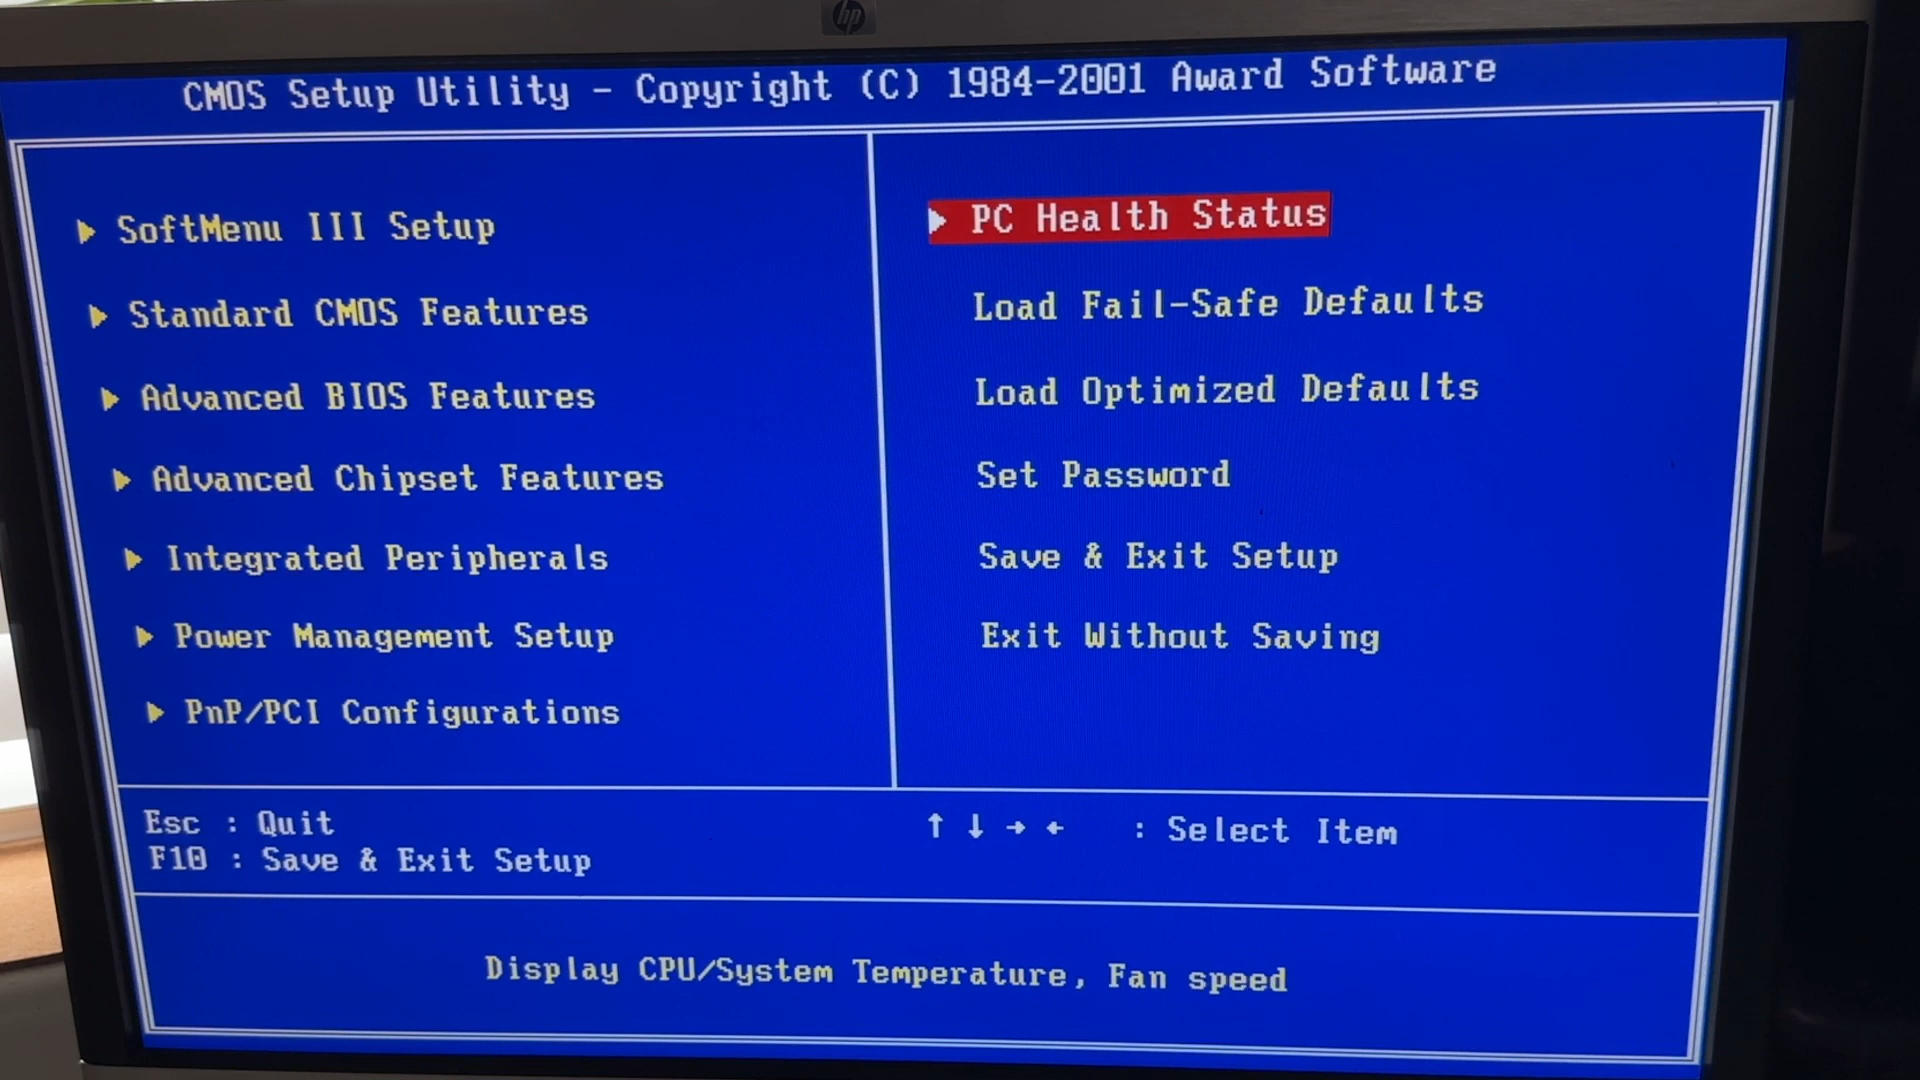 hp
CMOS Setup Utility - Copyright (C) 1984-2001 Award Software
▶ SoftMenu III Setup
▶ Standard CMOS Features
▶ Advanced BIOS Features
▶ Advanced Chipset Features
▶ Integrated Peripherals
▶ Power Management Setup
▶ PnP/PCI Configurations
▶ PC Health Status
Load Fail-Safe Defaults
Load Optimized Defaults
Set Password
Save & Exit Setup
Exit Without Saving
Esc : Quit
F10 : Save & Exit Setup
↑ ↓ → ← : Select Item
Display CPU/System Temperature, Fan speed